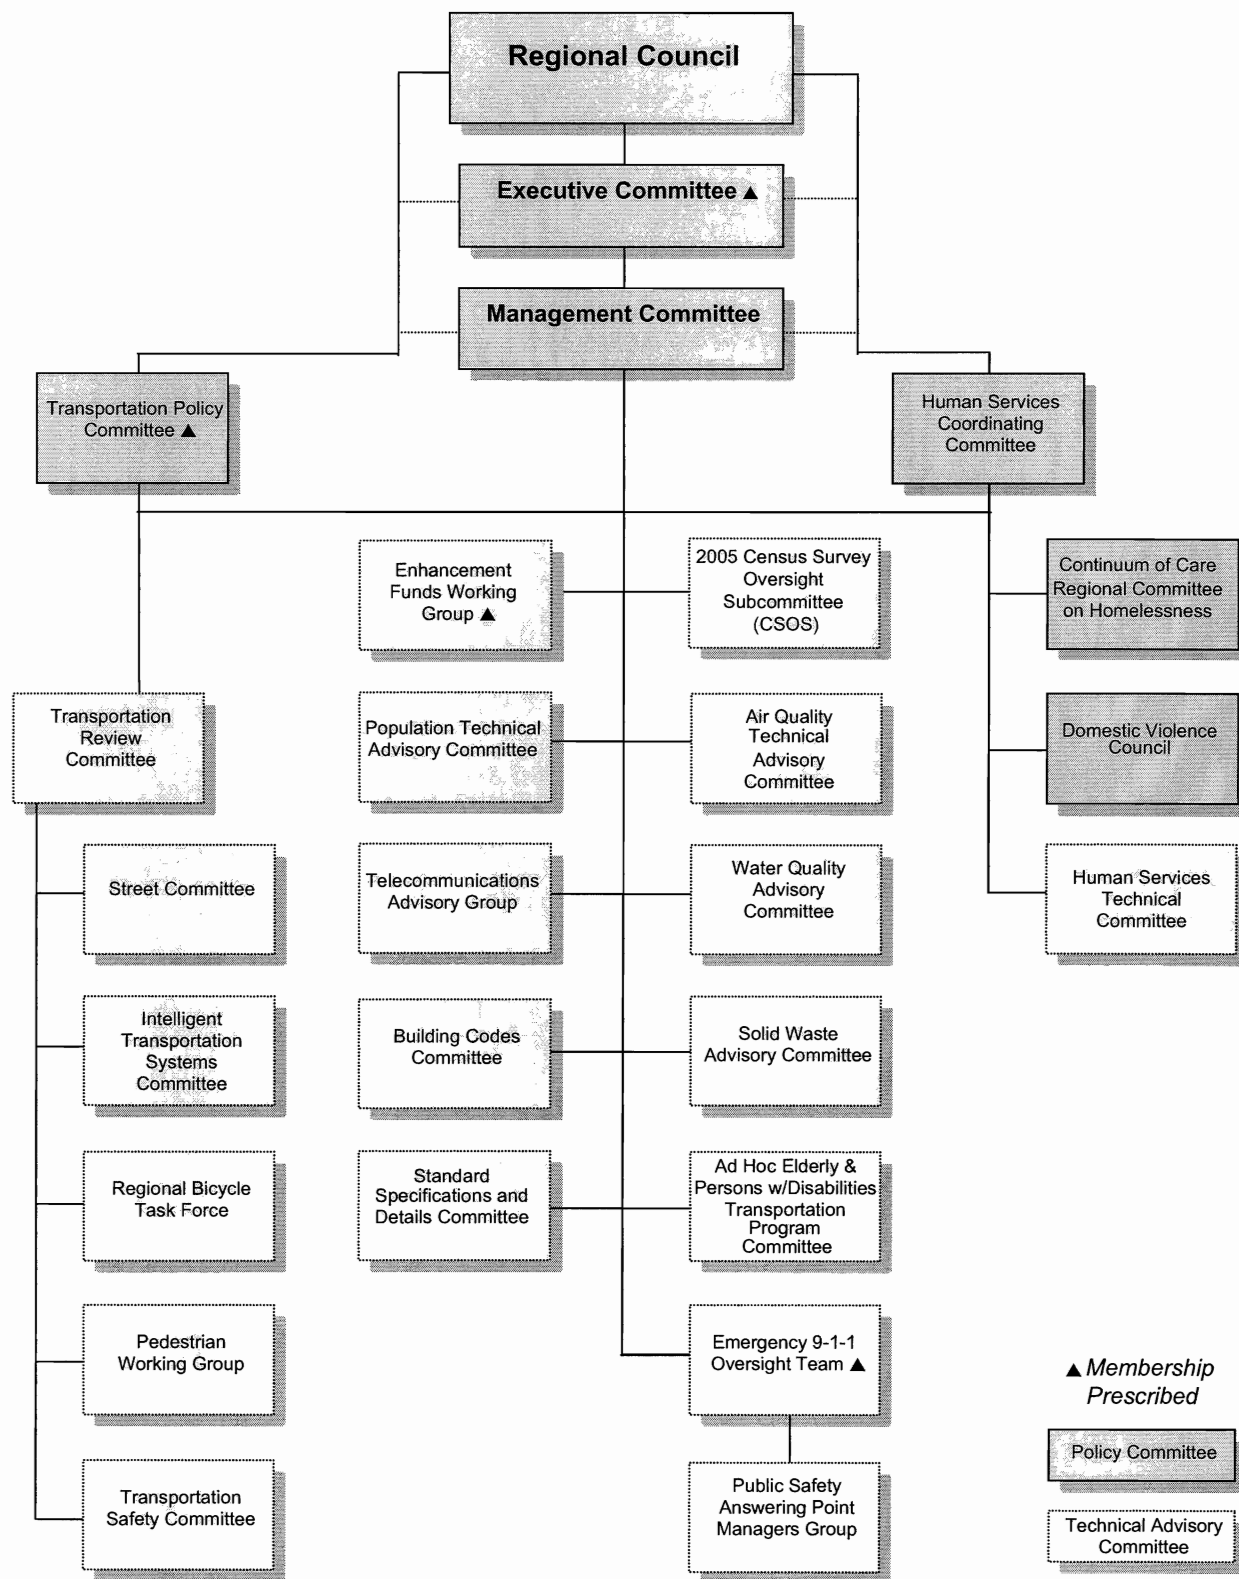 Regional Council
Executive Committee ▲
Management Committee
Transportation Policy
Committee ▲
Human Services
Coordinating
Committee
Enhancement
Funds Working
Group ▲
2005 Census Survey
Oversight
Subcommittee
(CSOS)
Continuum of Care
Regional Committee
on Homelessness
Transportation
Review
Committee
Population Technical
Advisory Committee
Air Quality
Technical
Advisory
Committee
Domestic Violence
Council
Street Committee
Telecommunications
Advisory Group
Water Quality
Advisory
Committee
Human Services
Technical
Committee
Intelligent
Transportation
Systems
Committee
Building Codes
Committee
Solid Waste
Advisory Committee
Regional Bicycle
Task Force
Standard
Specifications and
Details Committee
Ad Hoc Elderly &
Persons w/Disabilities
Transportation
Program
Committee
Pedestrian
Working Group
Emergency 9-1-1
Oversight Team ▲
Transportation
Safety Committee
Public Safety
Answering Point
Managers Group
▲ Membership
Prescribed
Policy Committee
Technical Advisory
Committee